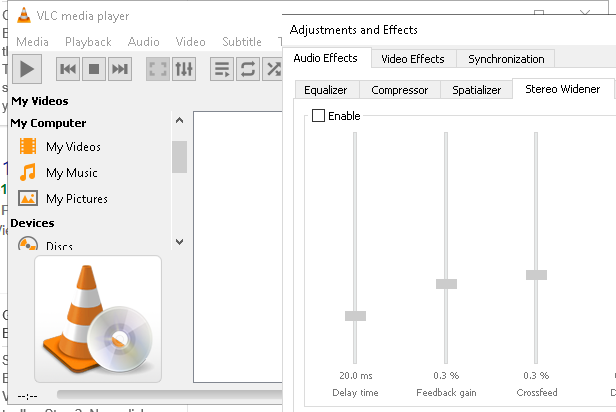 VLC media player
Media Playback Audio Video Subtitle
My Videos
My Computer
My Videos
My Music
My Pictures
Devices
Discs
--:--
Adjustments and Effects
Audio Effects Video Effects Synchronization
Equalizer Compressor Spatializer Stereo Widener
Enable
20.0 ms 0.3 % 0.3 %
Delay time Feedback gain Crossfeed